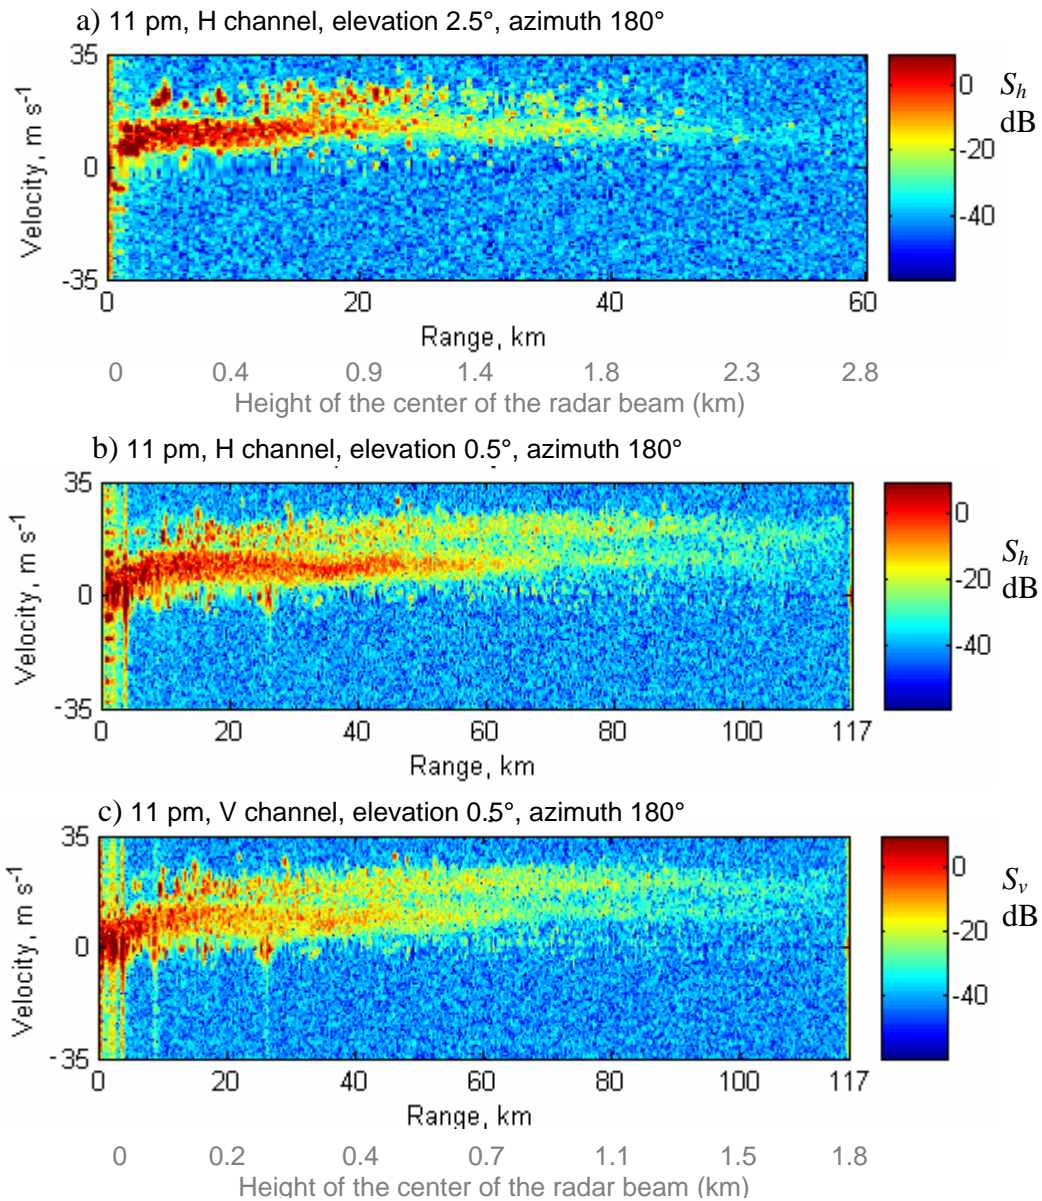 a) 11 pm, H channel, elevation 2.5°, azimuth 180°
35
0
-35
Velocity, m s-1
0 20 40 60
Range, km
0
-20
-40
Sh
dB
0 0.4 0.9 1.4 1.8 2.3 2.8
Height of the center of the radar beam (km)
b) 11 pm, H channel, elevation 0.5°, azimuth 180°
35
0
-35
Velocity, m s-1
0 20 40 60 80 100 117
Range, km
0
-20
-40
Sh
dB
c) 11 pm, V channel, elevation 0.5°, azimuth 180°
35
0
-35
Velocity, m s-1
0 20 40 60 80 100 117
Range, km
0
-20
-40
Sv
dB
0 0.2 0.4 0.7 1.1 1.5 1.8
Height of the center of the radar beam (km)